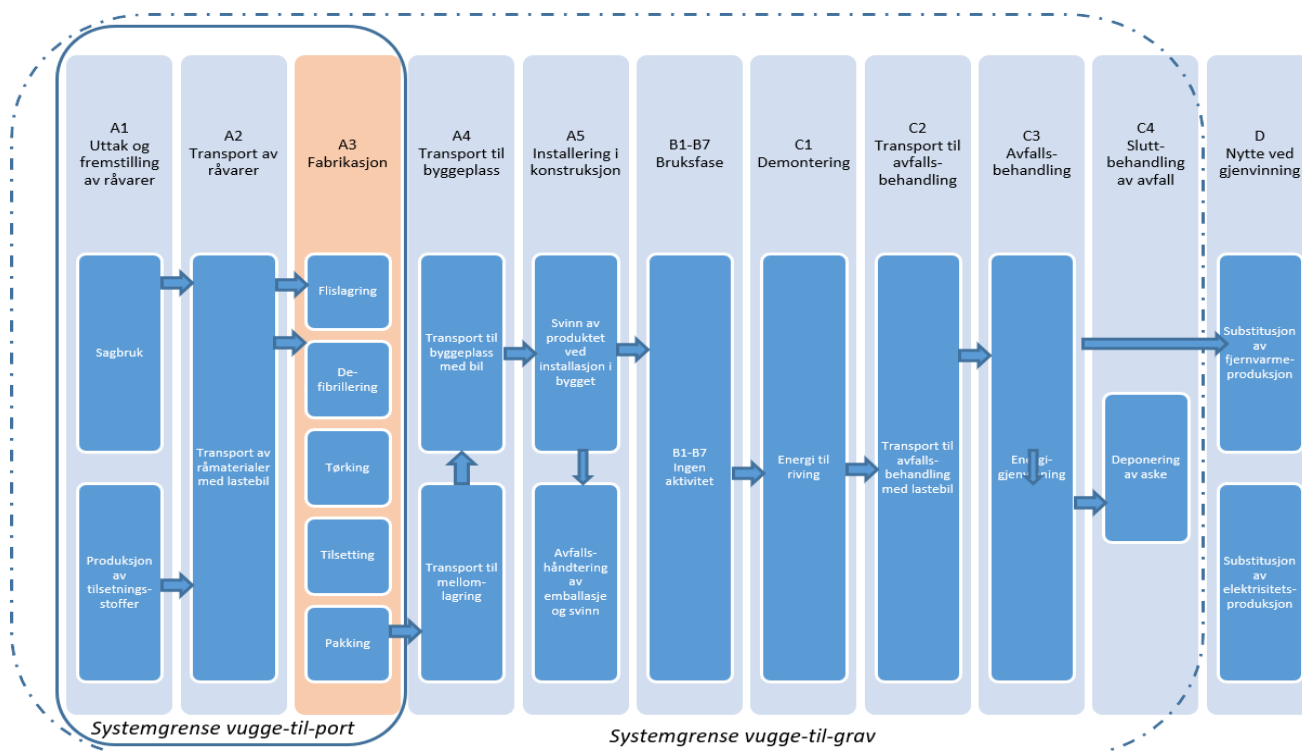 A1
Uttak og
fremstilling
av råvarer
A2
Transport av
råvarer
A3
Fabrikasjon
A4
Transport til
byggeplass
A5
Installering i
konstruksjon
B1-B7
Bruksfase
C1
Demontering
C2
Transport til
avfalls-
behandling
C3
Avfalls-
behandling
C4
Slutt-
behandling
av avfall
D
Nytte ved
gjenvinning
Sagbruk
Produksjon
av
tilsetnings-
stoffer
Transport av
råmaterialer
med lastebil
Flislagring
De-
fibrillering
Tørking
Tilsetting
Pakking
Transport til
byggeplass
med bil
Transport til
mellom-
lagring
Svinn av
produktet ved
installasjon i
bygget
Avfalls-
håndtering
av
emballasje
og svinn
B1-B7
Ingen
aktivitet
Energi til
riving
Transport til
avfalls-
behandling
med lastebil
Energi-
gjenvinning
Deponering
av aske
Substitusjon
av
fjernvarme-
produksjon
Substitusjon
av
elektrisitets-
produksjon
Systemgrense vugge-til-port
Systemgrense vugge-til-grav